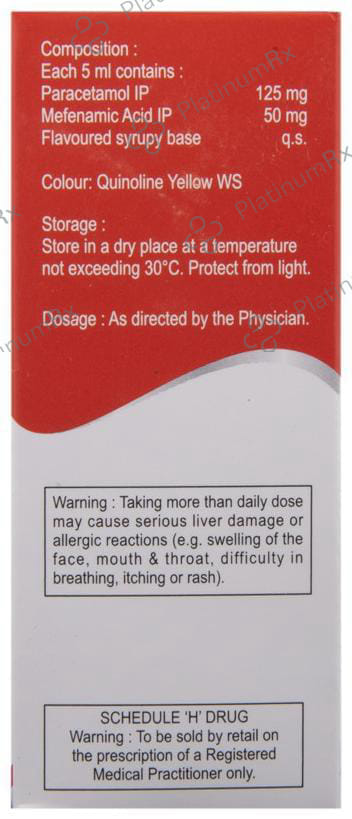 Composition :
Each 5 ml contains :
Paracetamol IP 125 mg
Mefenamic Acid IP 50 mg
Flavoured syrupy base q.s.
Colour: Quinoline Yellow WS
Storage :
Store in a dry place at a temperature
not exceeding 30°C. Protect from light.
Dosage : As directed by the Physician.
Warning : Taking more than daily dose
may cause serious liver damage or
allergic reactions (e.g. swelling of the
face, mouth & throat, difficulty in
breathing, itching or rash).
SCHEDULE 'H' DRUG
Warning : To be sold by retail on
the prescription of a Registered
Medical Practitioner only.
PlatinumRx
PlatinumRx